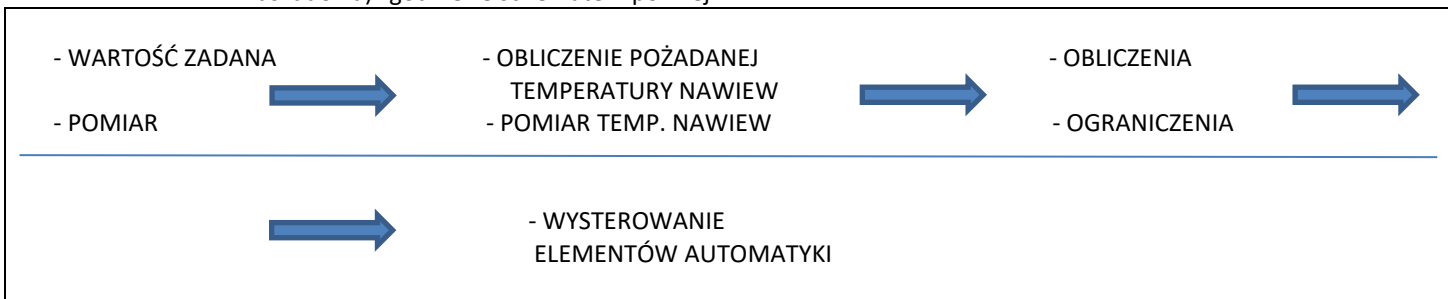 - WARTOŚĆ ZADANA
- OBLICZENIE POŻADANEJ
TEMPERATURY NAWIEW
- OBLICZENIA
- POMIAR
- POMIAR TEMP. NAWIEW
- OGRANICZENIA
- WYSTEROWANIE
ELEMENTÓW AUTOMATYKI